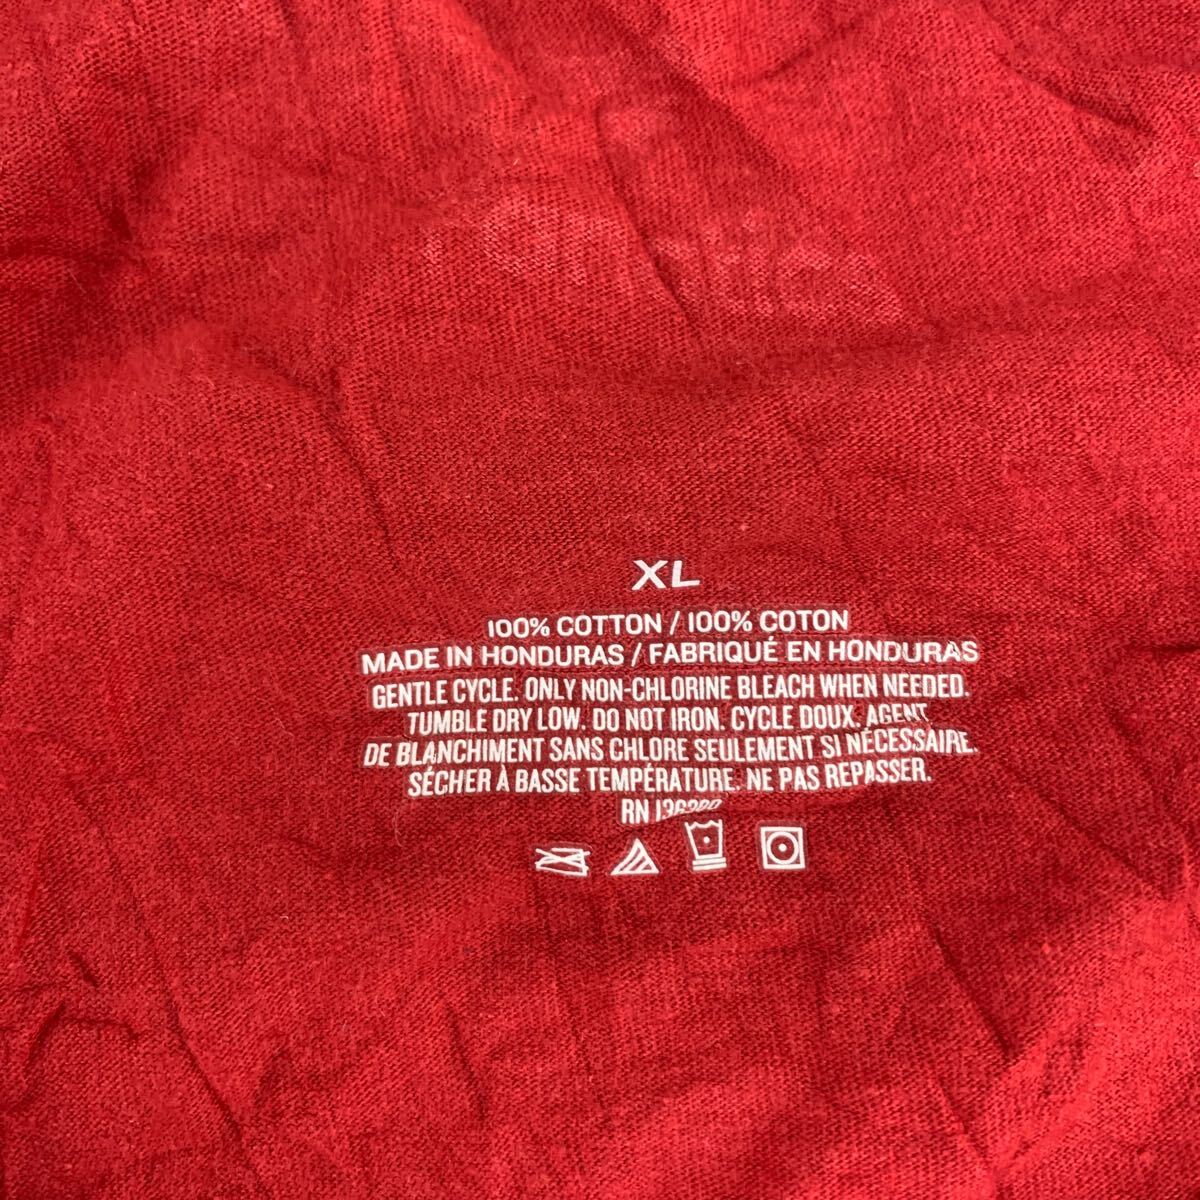 XL
100% COTTON / 100% COTON
MADE IN HONDURAS / FABRIQUÉ EN HONDURAS
GENTLE CYCLE. ONLY NON-CHLORINE BLEACH WHEN NEEDED.
TUMBLE DRY LOW. DO NOT IRON. CYCLE DOUX. AGENT
DE BLANCHIMENT SANS CHLORE SEULEMENT SI NÉCESSAIRE.
SÉCHER À BASSE TEMPÉRATURE. NE PAS REPASSER.
RN